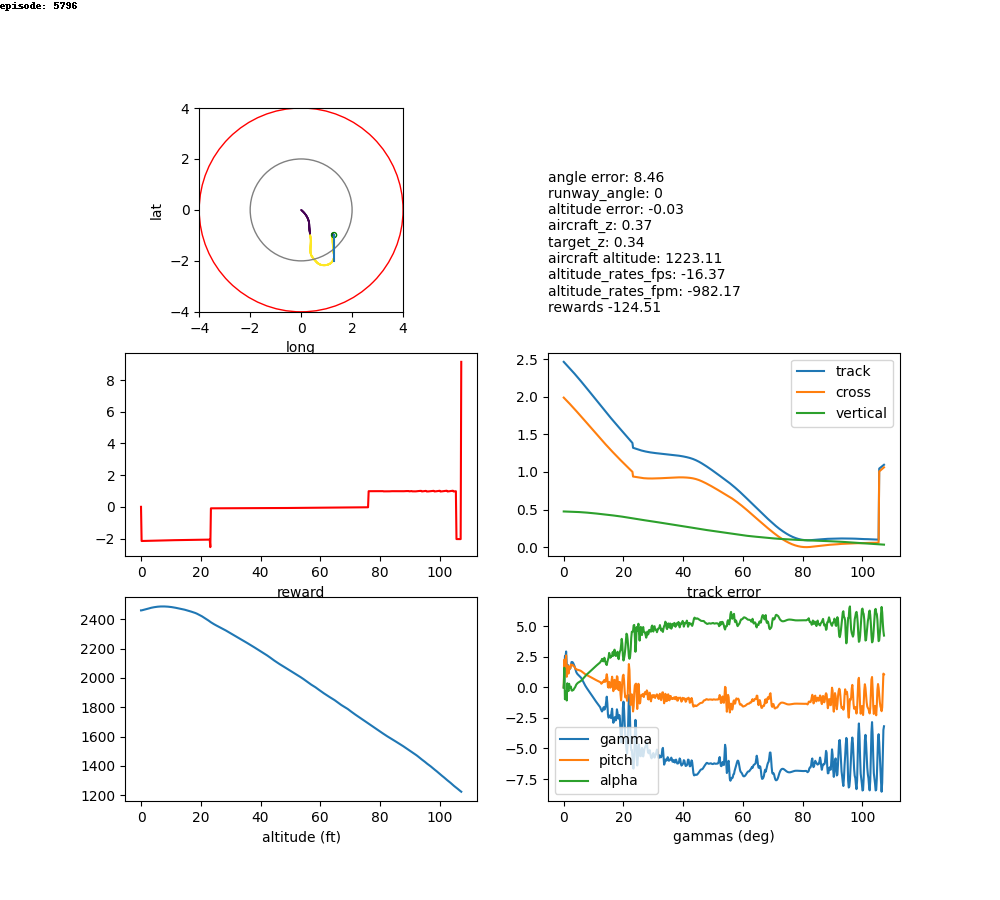 episode: 5796
4
2
0
−2
−4
lat
−4 −2 0 2 4
long
angle error: 8.46
runway_angle: 0
altitude error: -0.03
aircraft_z: 0.37
target_z: 0.34
aircraft altitude: 1223.11
altitude_rates_fps: -16.37
altitude_rates_fpm: -982.17
rewards -124.51
8
6
4
2
0
−2
0 20 40 60 80 100
reward
2.5
2.0
1.5
1.0
0.5
0.0
track
cross
vertical
0 20 40 60 80 100
track error
2400
2200
2000
1800
1600
1400
1200
0 20 40 60 80 100
altitude (ft)
5.0
2.5
0.0
−2.5
−5.0
−7.5
gamma
pitch
alpha
0 20 40 60 80 100
gammas (deg)